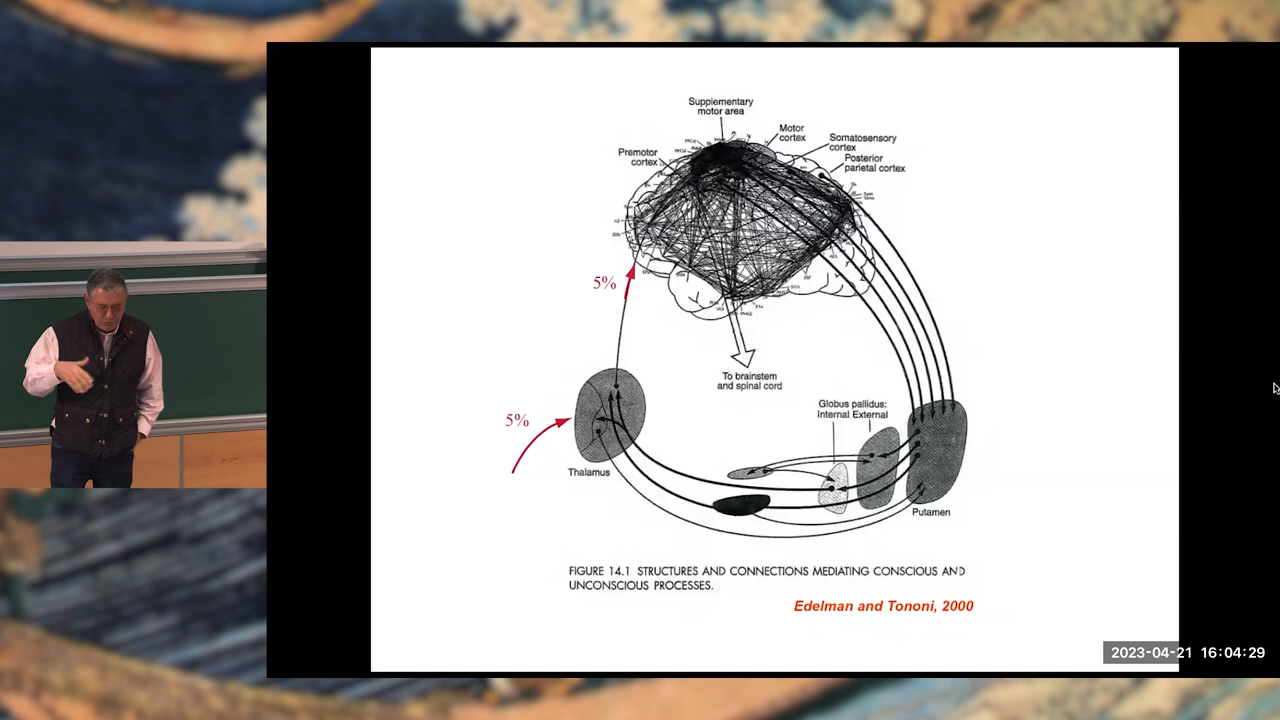 Supplementary
motor area
Motor
cortex
Somatosensory
cortex
Posterior
parietal cortex
Premotor
cortex
5%
To brainstem
and spinal cord
Globus pallidus:
Internal External
5%
Thalamus
Putamen
FIGURE 14.1 STRUCTURES AND CONNECTIONS MEDIATING CONSCIOUS AND
UNCONSCIOUS PROCESSES.
Edelman and Tononi, 2000
2023-04-21 16:04:29